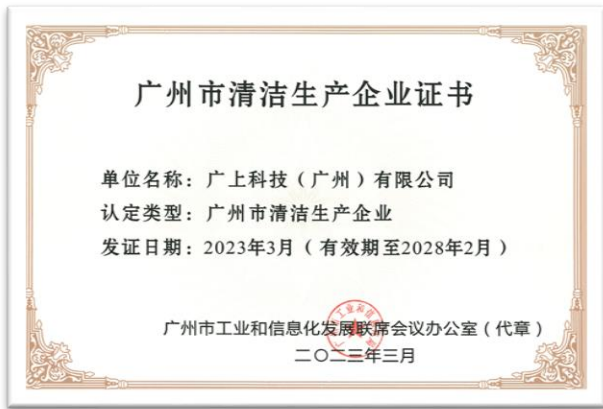 广州市清洁生产企业证书
单位名称：广上科技（广州）有限公司
认定类型：广州市清洁生产企业
发证日期：2023年3月（有效期至2028年2月）
广州市工业和信息化发展联席会议办公室（代章）
二〇二三年三月